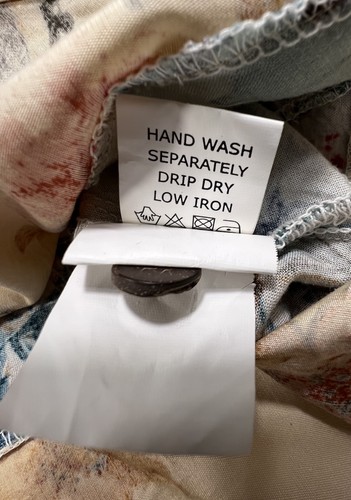 HAND WASH
SEPARATELY
DRIP DRY
LOW IRON